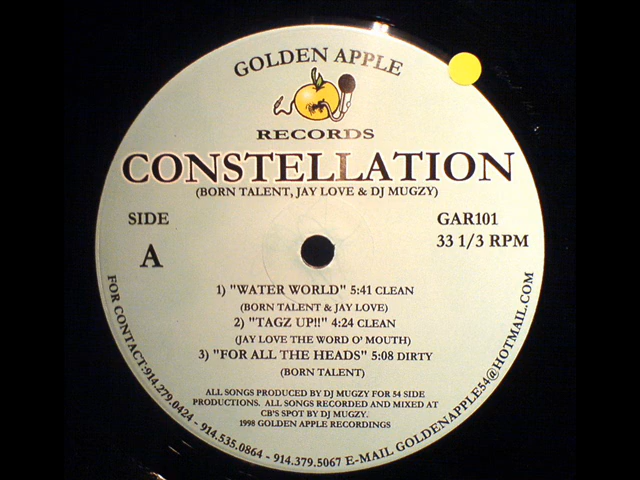 GOLDEN APPLE
RECORDS
CONSTELLATION
(BORN TALENT, JAY LOVE & DJ MUGZY)
SIDE
A
GAR101
33 1/3 RPM
1) "WATER WORLD" 5:41 CLEAN
(BORN TALENT & JAY LOVE)
2) "TAGZ UP!!" 4:24 CLEAN
(JAY LOVE THE WORD O' MOUTH)
3) "FOR ALL THE HEADS" 5:08 DIRTY
(BORN TALENT)
ALL SONGS PRODUCED BY DJ MUGZY FOR 54 SIDE
PRODUCTIONS. ALL SONGS RECORDED AND MIXED AT
CB'S SPOT BY DJ MUGZY.
1998 GOLDEN APPLE RECORDINGS
FOR CONTACT:914.279.0424 - 914.535.0864 - 914.379.5067 E-MAIL GOLDENAPPLE54@HOTMAIL.COM